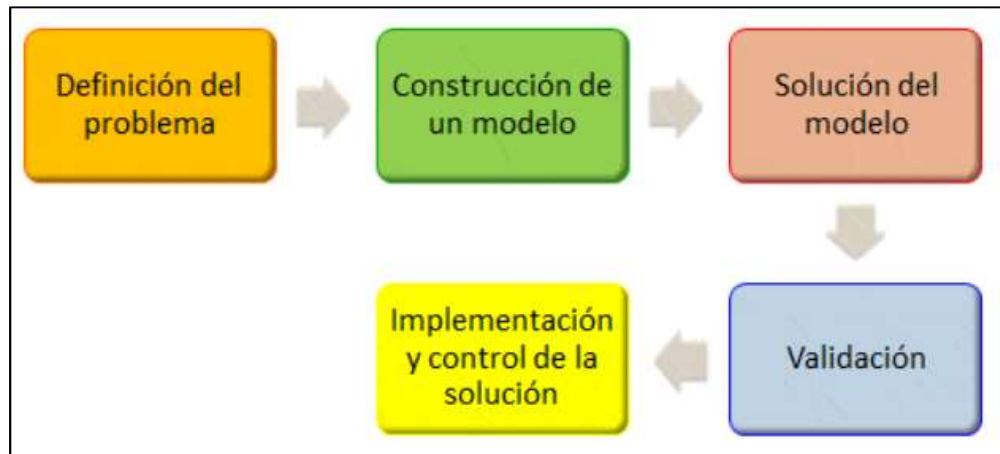 Definición del
problema
Construcción de
un modelo
Solución del
modelo
Validación
Implementación
y control de la
solución